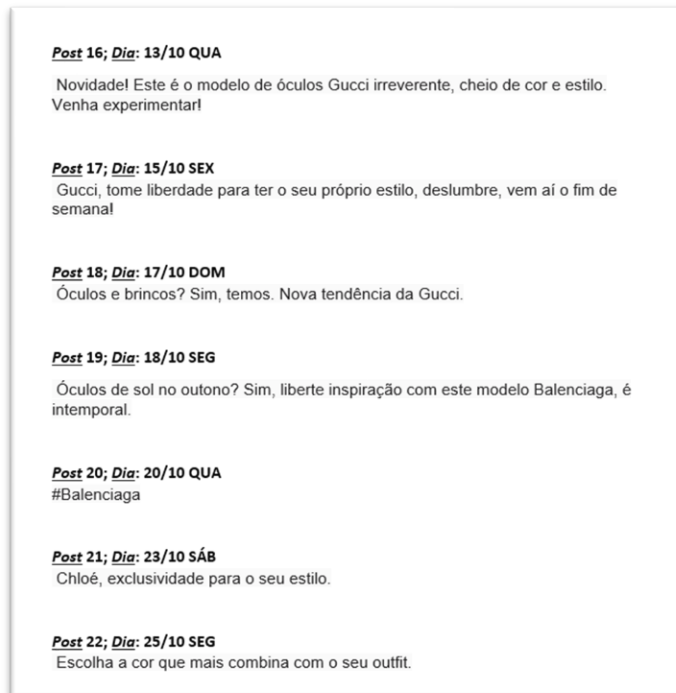 Post 16; Dia: 13/10 QUA
Novidade! Este é o modelo de óculos Gucci irreverente, cheio de cor e estilo.
Venha experimentar!
Post 17; Dia: 15/10 SEX
Gucci, tome liberdade para ter o seu próprio estilo, deslumbre, vem aí o fim de
semana!
Post 18; Dia: 17/10 DOM
Óculos e brincos? Sim, temos. Nova tendência da Gucci.
Post 19; Dia: 18/10 SEG
Óculos de sol no outono? Sim, liberte inspiração com este modelo Balenciaga, é
intemporal.
Post 20; Dia: 20/10 QUA
#Balenciaga
Post 21; Dia: 23/10 SÁB
Chloé, exclusividade para o seu estilo.
Post 22; Dia: 25/10 SEG
Escolha a cor que mais combina com o seu outfit.